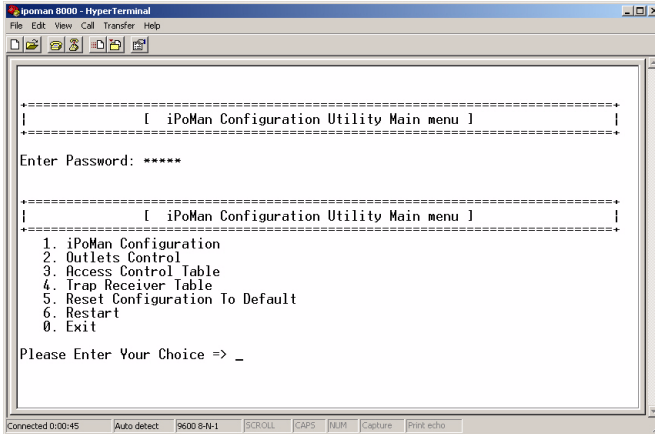 ipoman 8000 - HyperTerminal
File Edit View Call Transfer Help
+==========================================================================+
|               [  iPoMan Configuration Utility Main menu ]                  |
+==========================================================================+
Enter Password: *****
+==========================================================================+
|               [  iPoMan Configuration Utility Main menu ]                  |
+==========================================================================+
1. iPoMan Configuration
2. Outlets Control
3. Access Control Table
4. Trap Receiver Table
5. Reset Configuration To Default
6. Restart
0. Exit
Please Enter Your Choice => _
Connected 0:00:45 Auto detect 9600 8-N-1 SCROLL CAPS NUM Capture Print echo